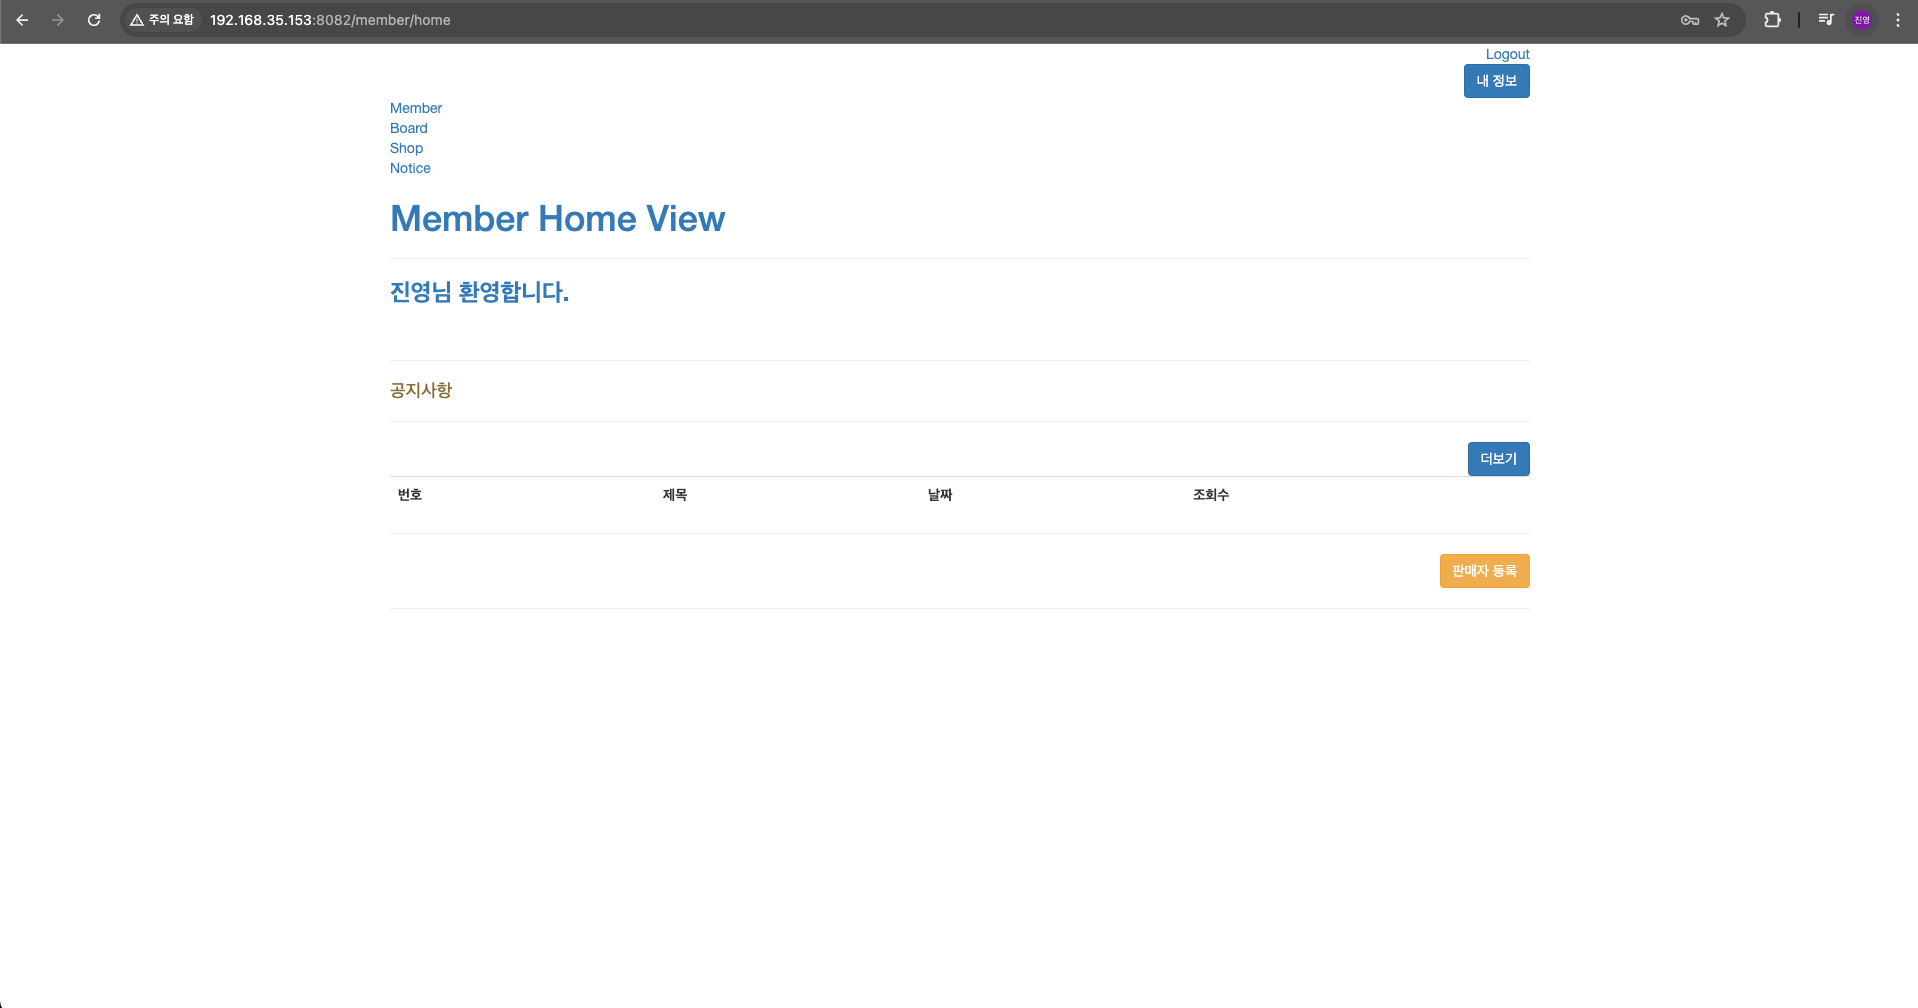 주의 요함 192.168.35.153:8082/member/home 진영
Logout
내 정보
Member
Board
Shop
Notice
Member Home View
진영님 환영합니다.
공지사항
더보기
번호 제목 날짜 조회수
판매자 등록